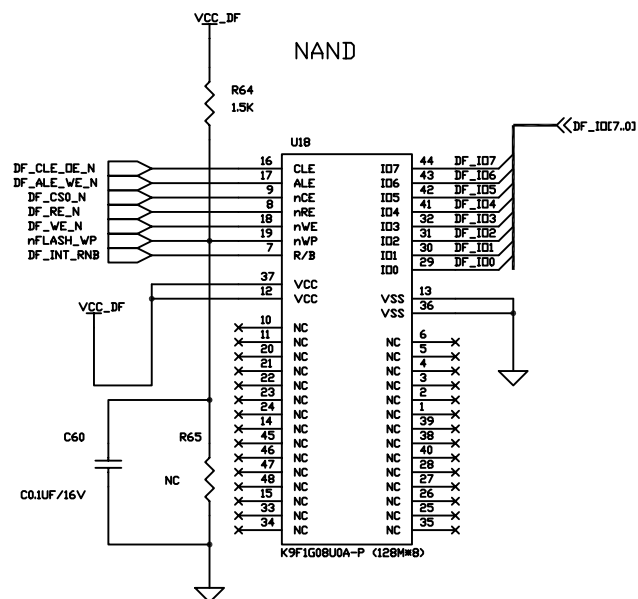 VCC_DF
NAND
R64
1.5K
U18
DF_IO[7..0]
DF_CLE_OE_N 16 CLE IO7 44 DF_IO7
DF_ALE_WE_N 17 ALE IO6 43 DF_IO6
DF_CS0_N 9 nCE IO5 42 DF_IO5
DF_RE_N 8 nRE IO4 41 DF_IO4
DF_WE_N 18 nWE IO3 32 DF_IO3
nFLASH_WP 19 nWP IO2 31 DF_IO2
DF_INT_RNB 7 R/B IO1 30 DF_IO1
IO0 29 DF_IO0
37 VCC
12 VCC VSS 13
VCC_DF
VSS 36
10 NC
11 NC NC 6
20 NC NC 5
21 NC NC 4
22 NC NC 3
23 NC NC 2
24 NC NC 1
14 NC NC 39
45 NC NC 38
46 NC NC 40
47 NC NC 28
48 NC NC 27
15 NC NC 26
33 NC NC 25
34 NC NC 35
C60
R65
NC
C0.1UF/16V
K9F1G08U0A-P (128M*8)